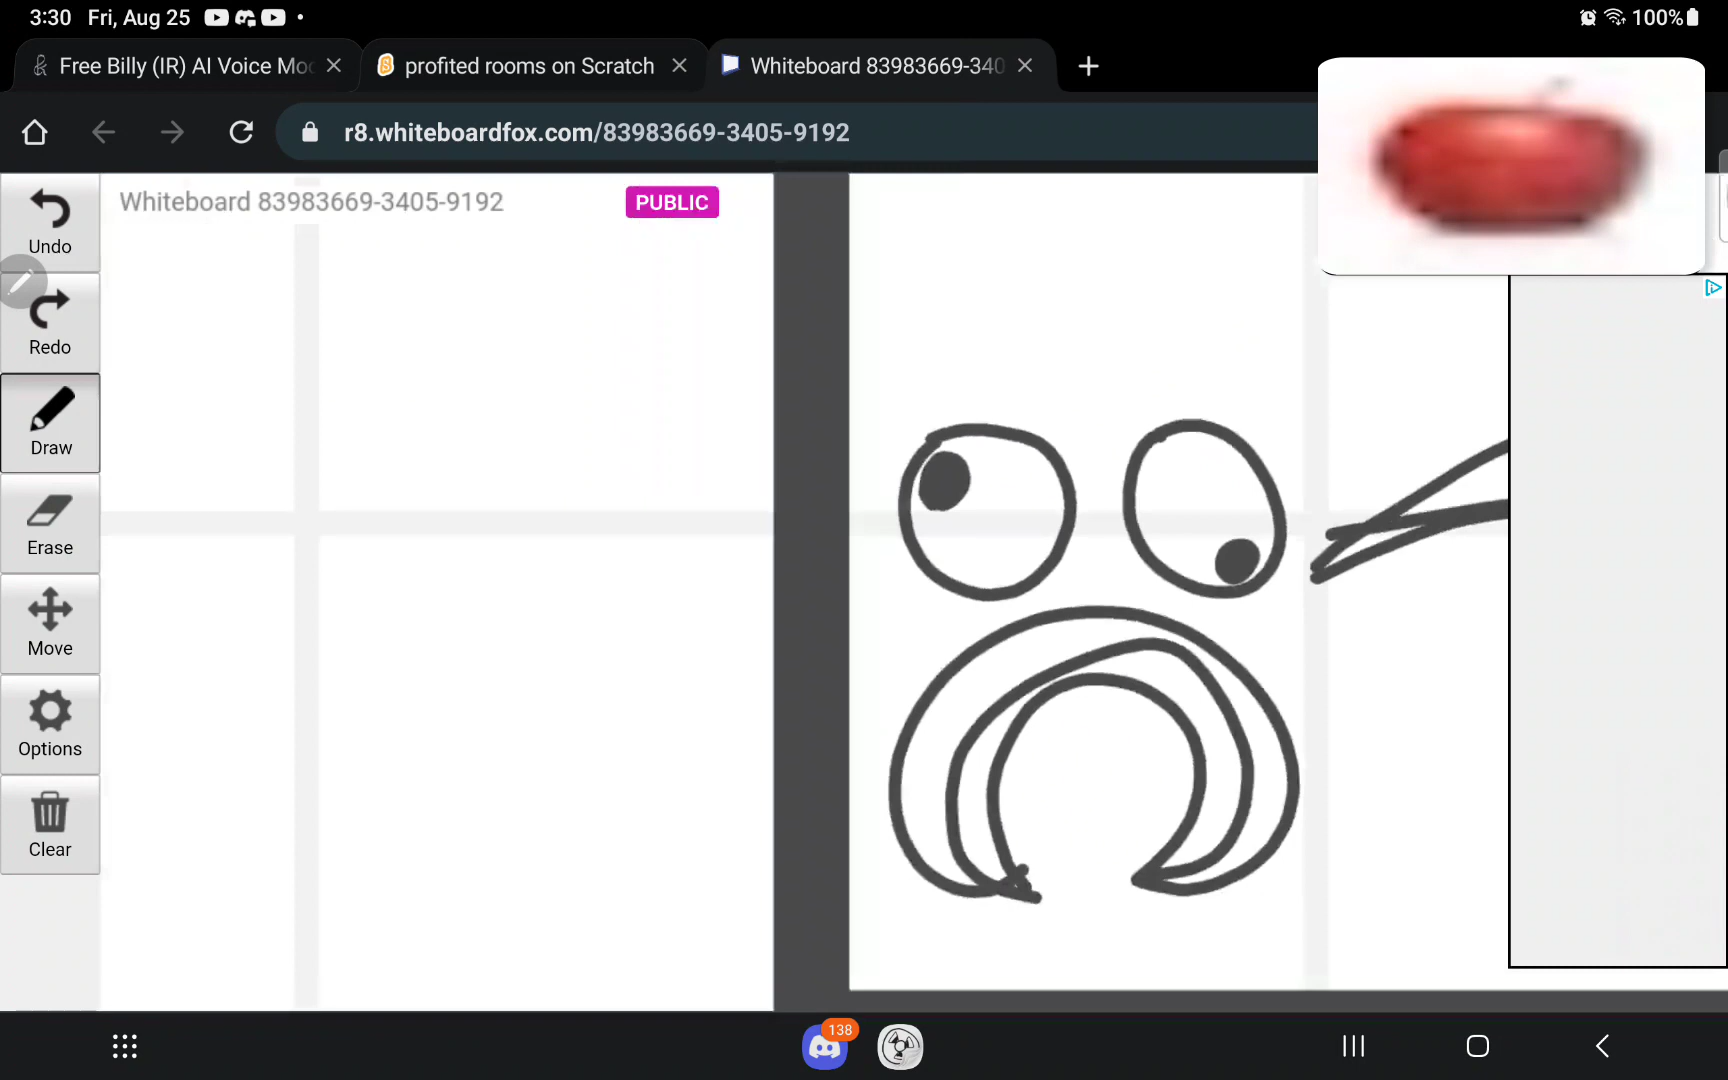 3:30 Fri, Aug 25
100%
Free Billy (IR) AI Voice Moc
profited rooms on Scratch
Whiteboard 83983669-340
r8.whiteboardfox.com/83983669-3405-9192
Whiteboard 83983669-3405-9192
PUBLIC
Undo
Redo
Draw
Erase
Move
Options
Clear
138